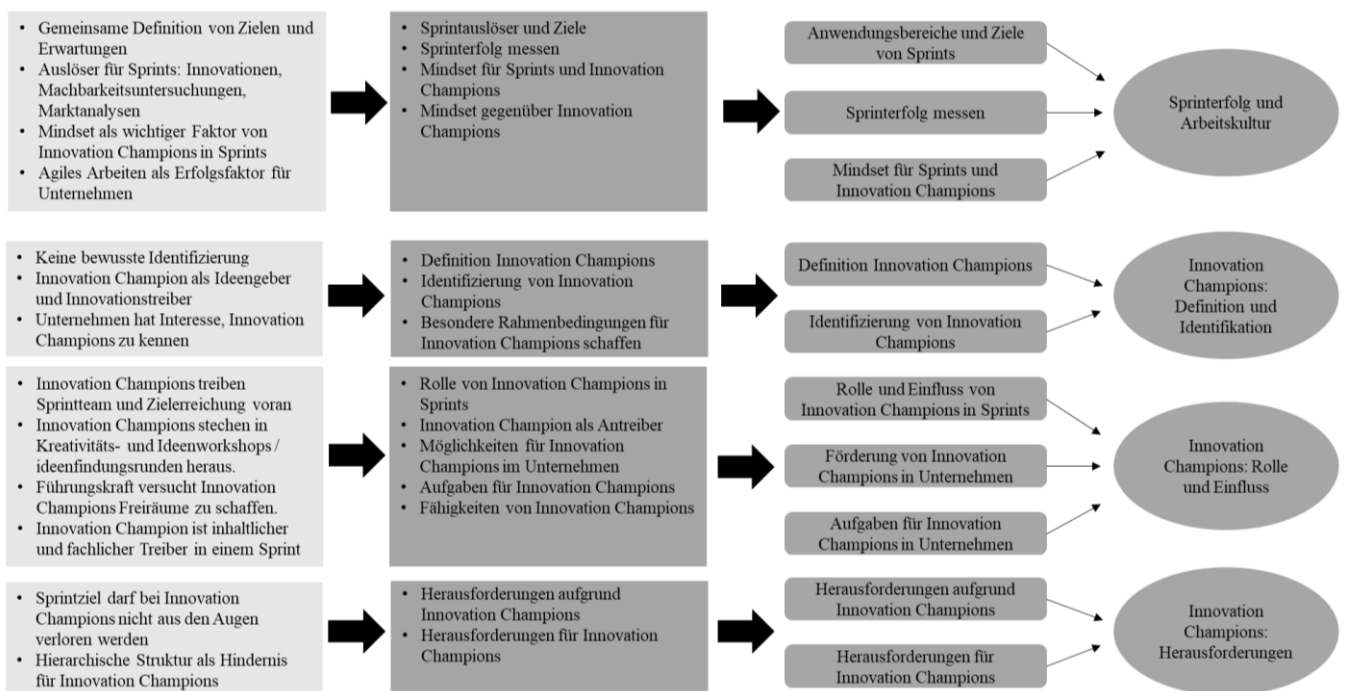 • Gemeinsame Definition von Zielen und
Erwartungen
• Auslöser für Sprints: Innovationen,
Machbarkeitsuntersuchungen,
Marktanalysen
• Mindset als wichtiger Faktor von
Innovation Champions in Sprints
• Agiles Arbeiten als Erfolgsfaktor für
Unternehmen
• Sprintauslöser und Ziele
• Sprinterfolg messen
• Mindset für Sprints und Innovation
Champions
• Mindset gegenüber Innovation
Champions
Anwendungsbereiche und Ziele
von Sprints
Sprinterfolg messen
Mindset für Sprints und
Innovation Champions
Sprinterfolg und
Arbeitskultur
• Keine bewusste Identifizierung
• Innovation Champion als Ideengeber
und Innovationstreiber
• Unternehmen hat Interesse, Innovation
Champions zu kennen
• Definition Innovation Champions
• Identifizierung von Innovation
Champions
• Besondere Rahmenbedingungen für
Innovation Champions schaffen
Definition Innovation Champions
Identifizierung von Innovation
Champions
Innovation
Champions:
Definition und
Identifikation
• Innovation Champions treiben
Sprintteam und Zielerreichung voran
• Innovation Champions stechen in
Kreativitäts- und Ideenworkshops /
ideenfindungsrunden heraus.
• Führungskraft versucht Innovation
Champions Freiräume zu schaffen.
• Innovation Champion ist inhaltlicher
und fachlicher Treiber in einem Sprint
• Rolle von Innovation Champions in
Sprints
• Innovation Champion als Antreiber
• Möglichkeiten für Innovation
Champions im Unternehmen
• Aufgaben für Innovation Champions
• Fähigkeiten von Innovation Champions
Rolle und Einfluss von
Innovation Champions in Sprints
Förderung von Innovation
Champions in Unternehmen
Aufgaben für Innovation
Champions in Unternehmen
Innovation
Champions: Rolle
und Einfluss
• Sprintziel darf bei Innovation
Champions nicht aus den Augen
verloren werden
• Hierarchische Struktur als Hindernis
für Innovation Champions
• Herausforderungen aufgrund
Innovation Champions
• Herausforderungen für Innovation
Champions
Herausforderungen aufgrund
Innovation Champions
Herausforderungen für
Innovation Champions
Innovation
Champions:
Herausforderungen